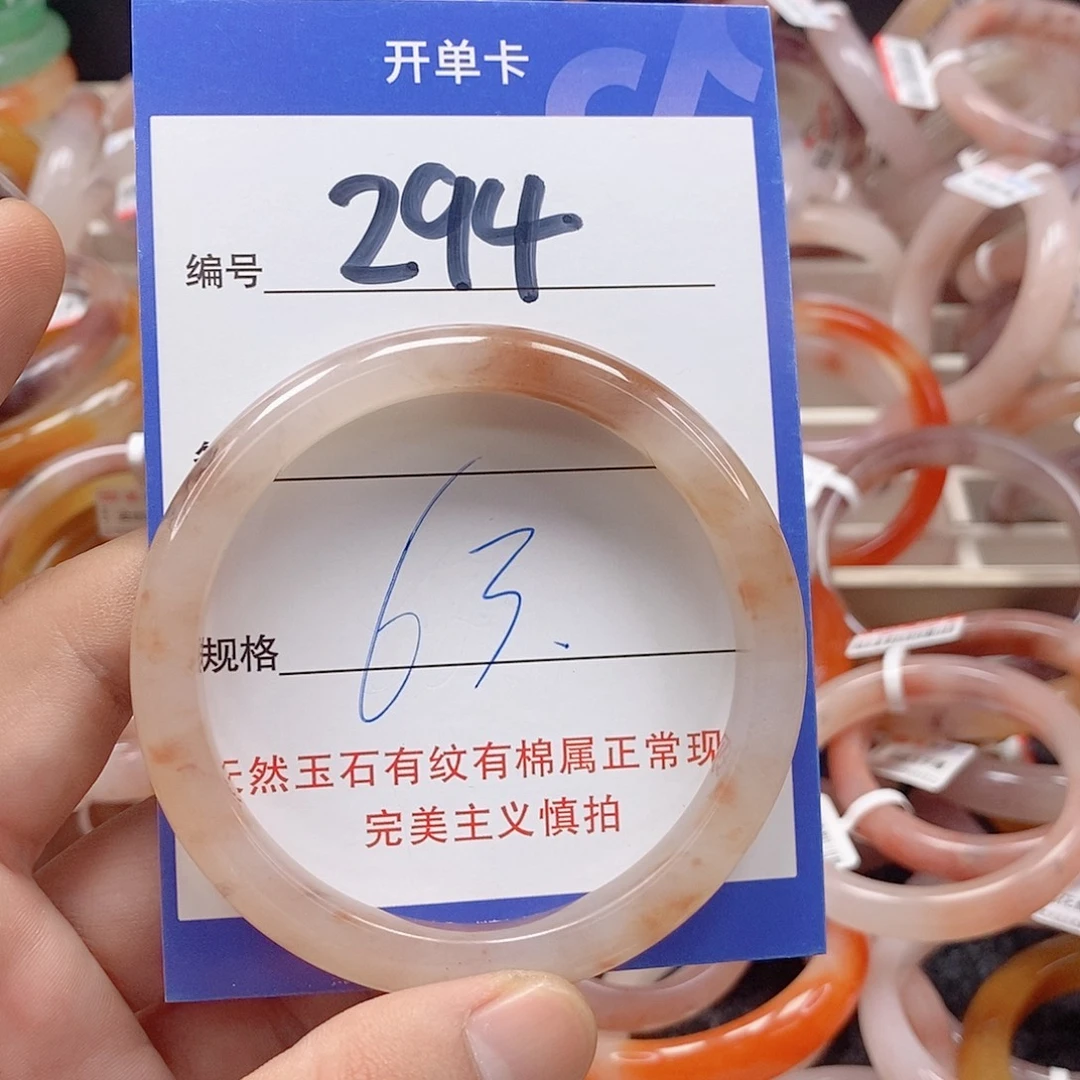 开单卡
编号 294
规格 63.
天然玉石有纹有棉属正常现
完美主义慎拍